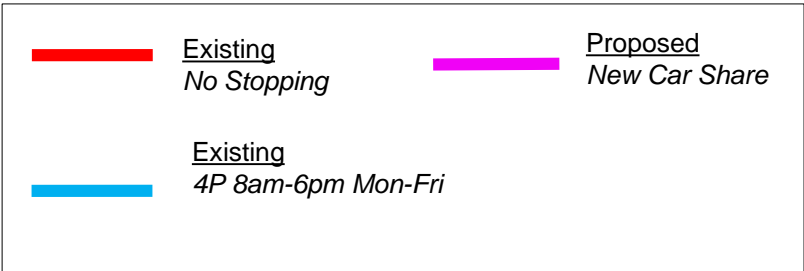 Existing
No Stopping
Proposed
New Car Share
Existing
4P 8am-6pm Mon-Fri